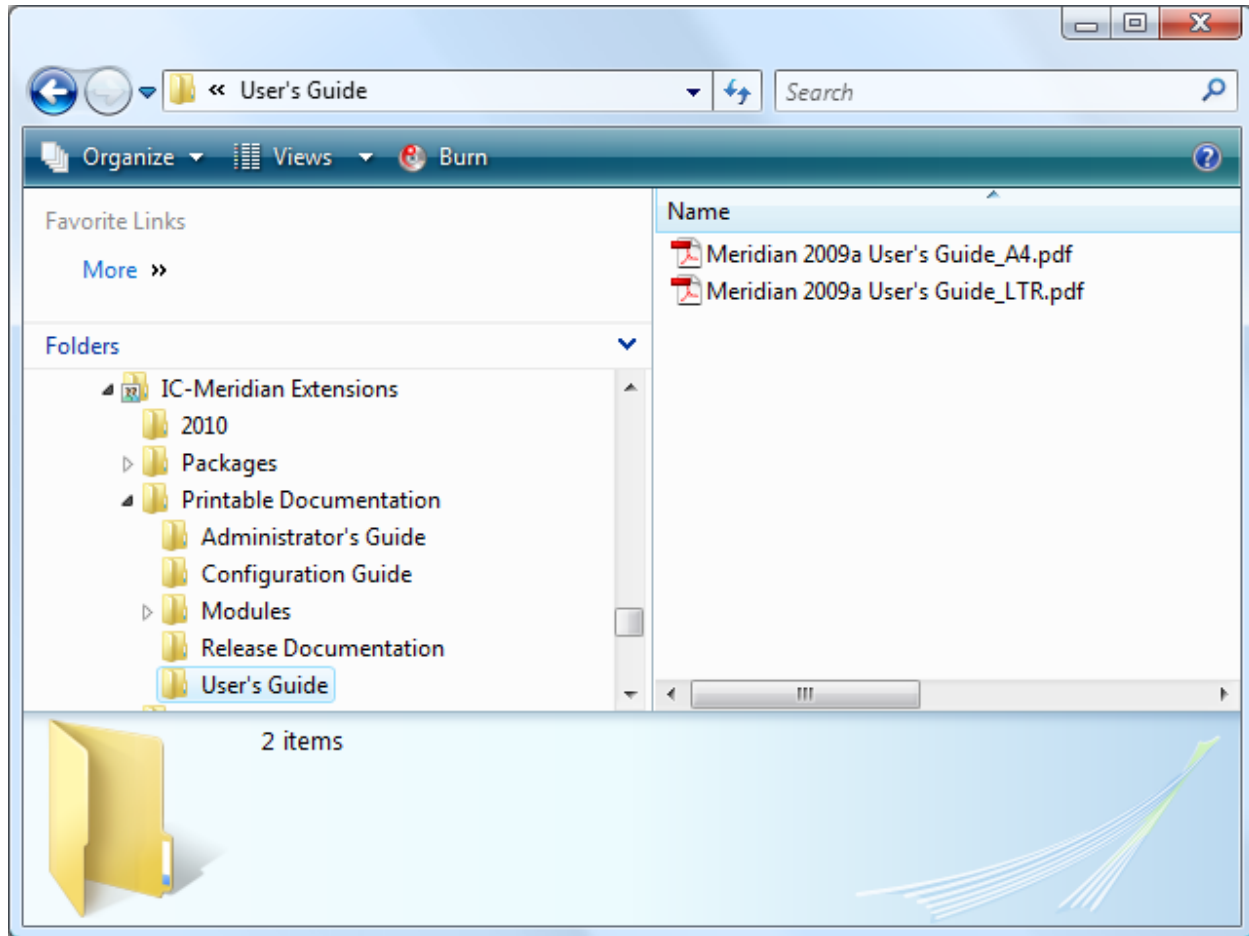 « User's Guide
Search
Organize Views Burn
Favorite Links
More »
Folders
IC-Meridian Extensions
2010
Packages
Printable Documentation
Administrator's Guide
Configuration Guide
Modules
Release Documentation
User's Guide
Name
Meridian 2009a User's Guide_A4.pdf
Meridian 2009a User's Guide_LTR.pdf
2 items